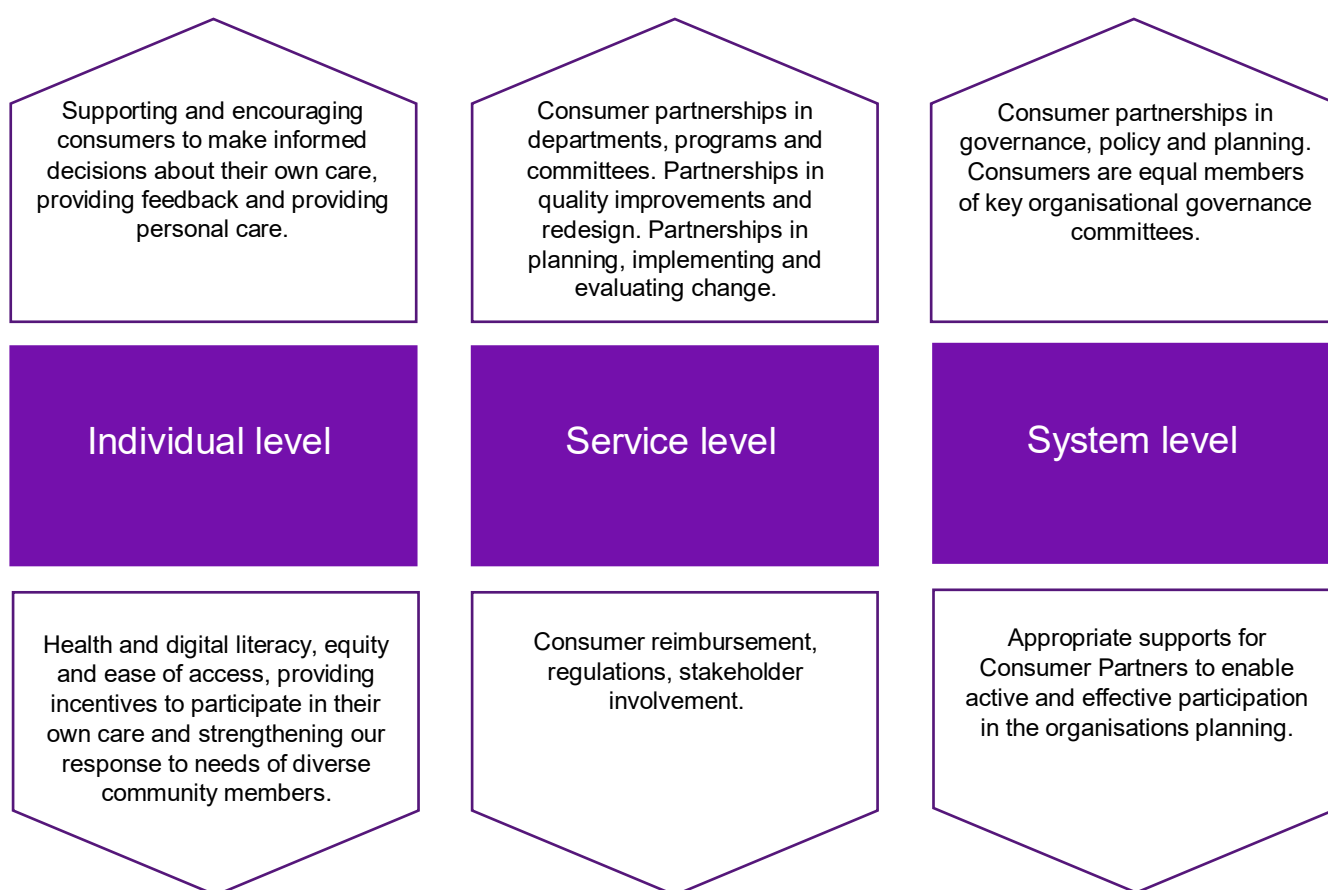 Supporting and encouraging
consumers to make informed
decisions about their own care,
providing feedback and providing
personal care.
Consumer partnerships in
departments, programs and
committees. Partnerships in
quality improvements and
redesign. Partnerships in
planning, implementing and
evaluating change.
Consumer partnerships in
governance, policy and planning.
Consumers are equal members
of key organisational governance
committees.
Individual level
Service level
System level
Health and digital literacy, equity
and ease of access, providing
incentives to participate in their
own care and strengthening our
response to needs of diverse
community members.
Consumer reimbursement,
regulations, stakeholder
involvement.
Appropriate supports for
Consumer Partners to enable
active and effective participation
in the organisations planning.